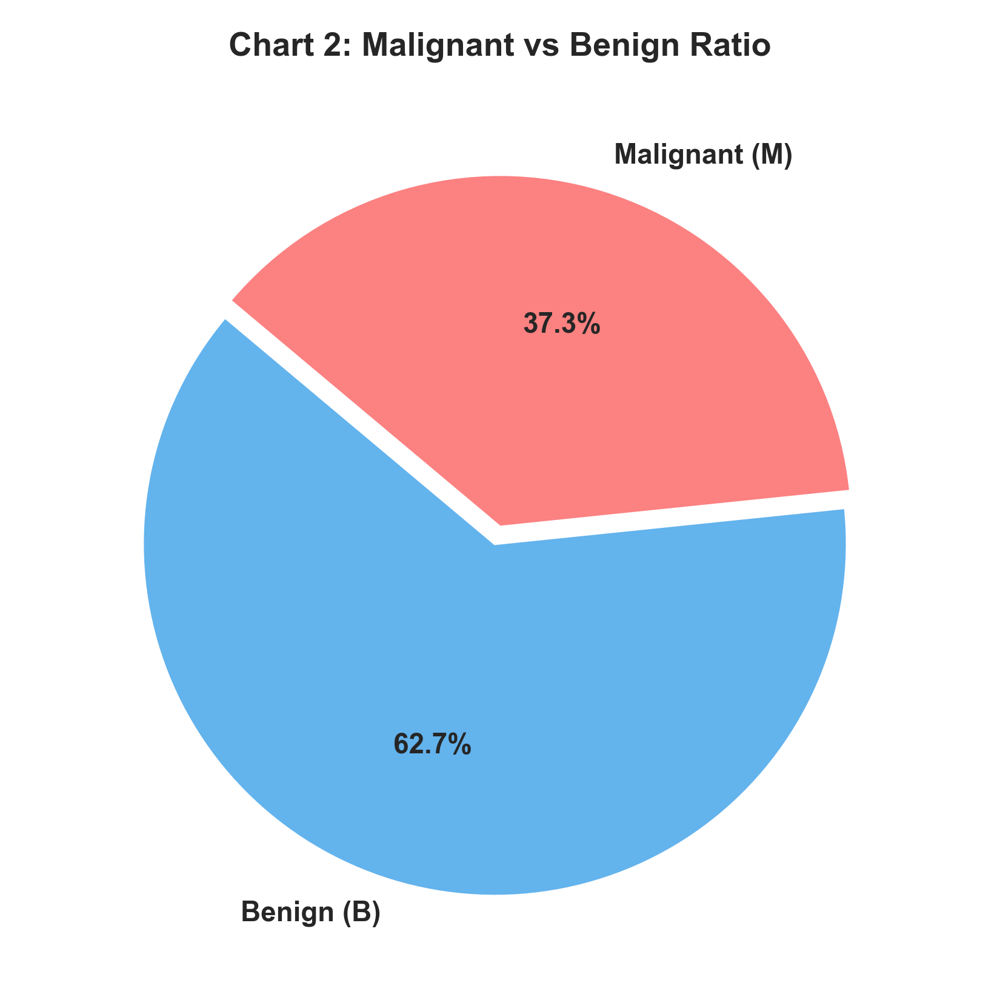 Chart 2: Malignant vs Benign Ratio
Malignant (M)
37.3%
62.7%
Benign (B)